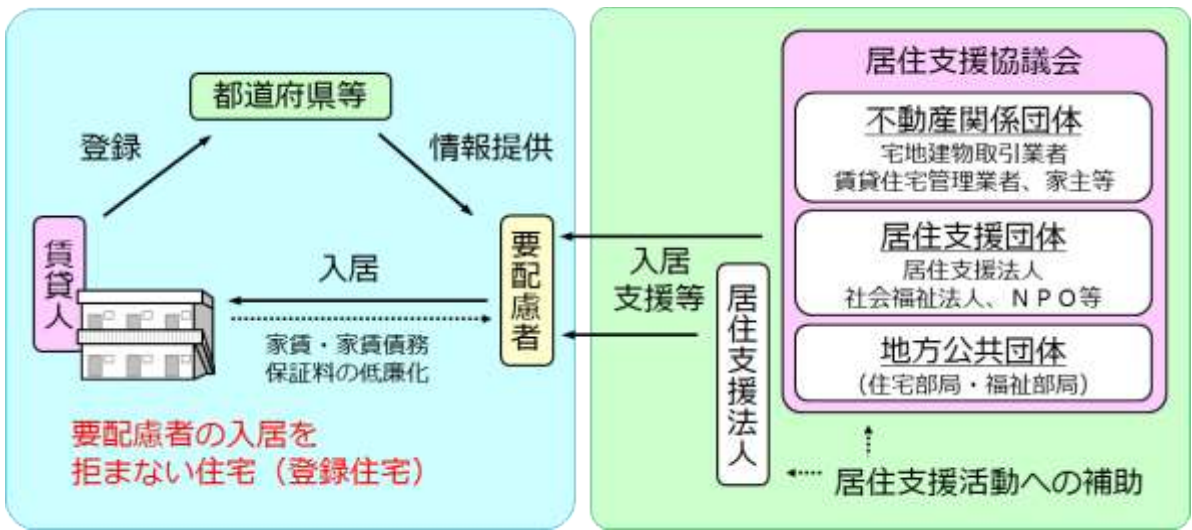 都道府県等
登録
情報提供
賃貸人
要配慮者
入居
家賃・家賃債務
保証料の低廉化
要配慮者の入居を
拒まない住宅（登録住宅）
居住支援協議会
不動産関係団体
宅地建物取引業者
賃貸住宅管理業者、家主等
居住支援団体
居住支援法人
社会福祉法人、ＮＰＯ等
地方公共団体
（住宅部局・福祉部局）
入居
支援等
居住支援法人
居住支援活動への補助